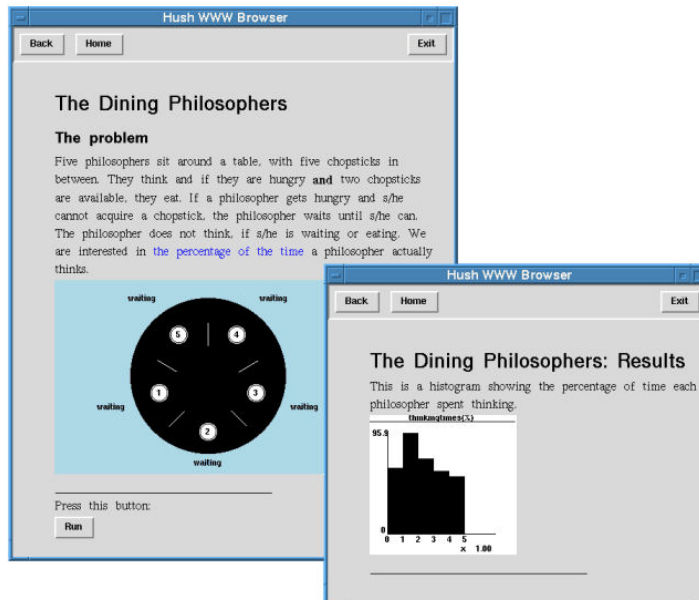 Hush WWW Browser
Back Home Exit
The Dining Philosophers
The problem
Five philosophers sit around a table, with five chopsticks in
between. They think and if they are hungry and two chopsticks
are available, they eat. If a philosopher gets hungry and s/he
cannot acquire a chopstick, the philosopher waits until s/he can.
The philosopher does not think, if s/he is waiting or eating. We
are interested in the percentage of the time a philosopher actually
thinks.
waiting waiting
5 4
1 3
waiting waiting
2
waiting
Press this button:
Run
Hush WWW Browser
Back Home Exit
The Dining Philosophers: Results
This is a histogram showing the percentage of time each
philosopher spent thinking.
thinkingtimes(%)
95.9
0
0 1 2 3 4 5
x 1.00